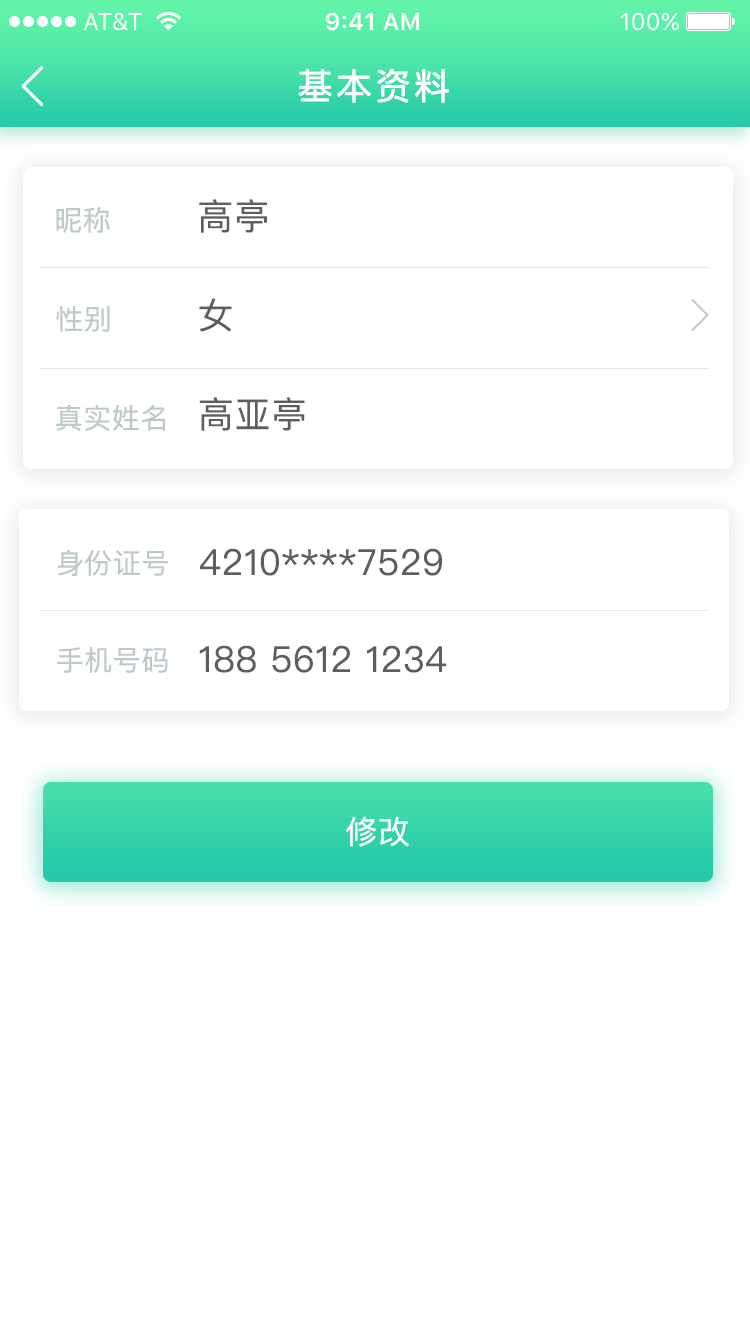 AT&T 9:41 AM 100%
基本资料
昵称 高亭
性别 女
真实姓名 高亚亭
身份证号 4210****7529
手机号码 188 5612 1234
修改